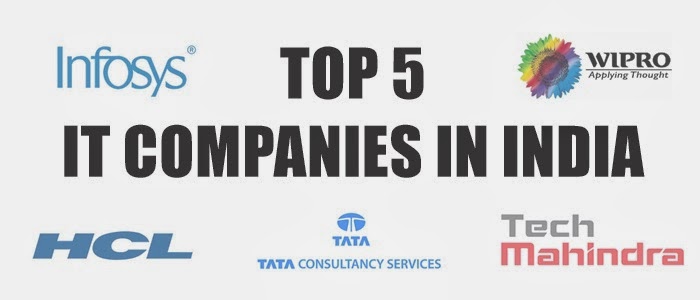 Infosys®
TOP 5
WIPRO
Applying Thought
IT COMPANIES IN INDIA
HCL
TATA
TATA CONSULTANCY SERVICES
Tech
Mahindra